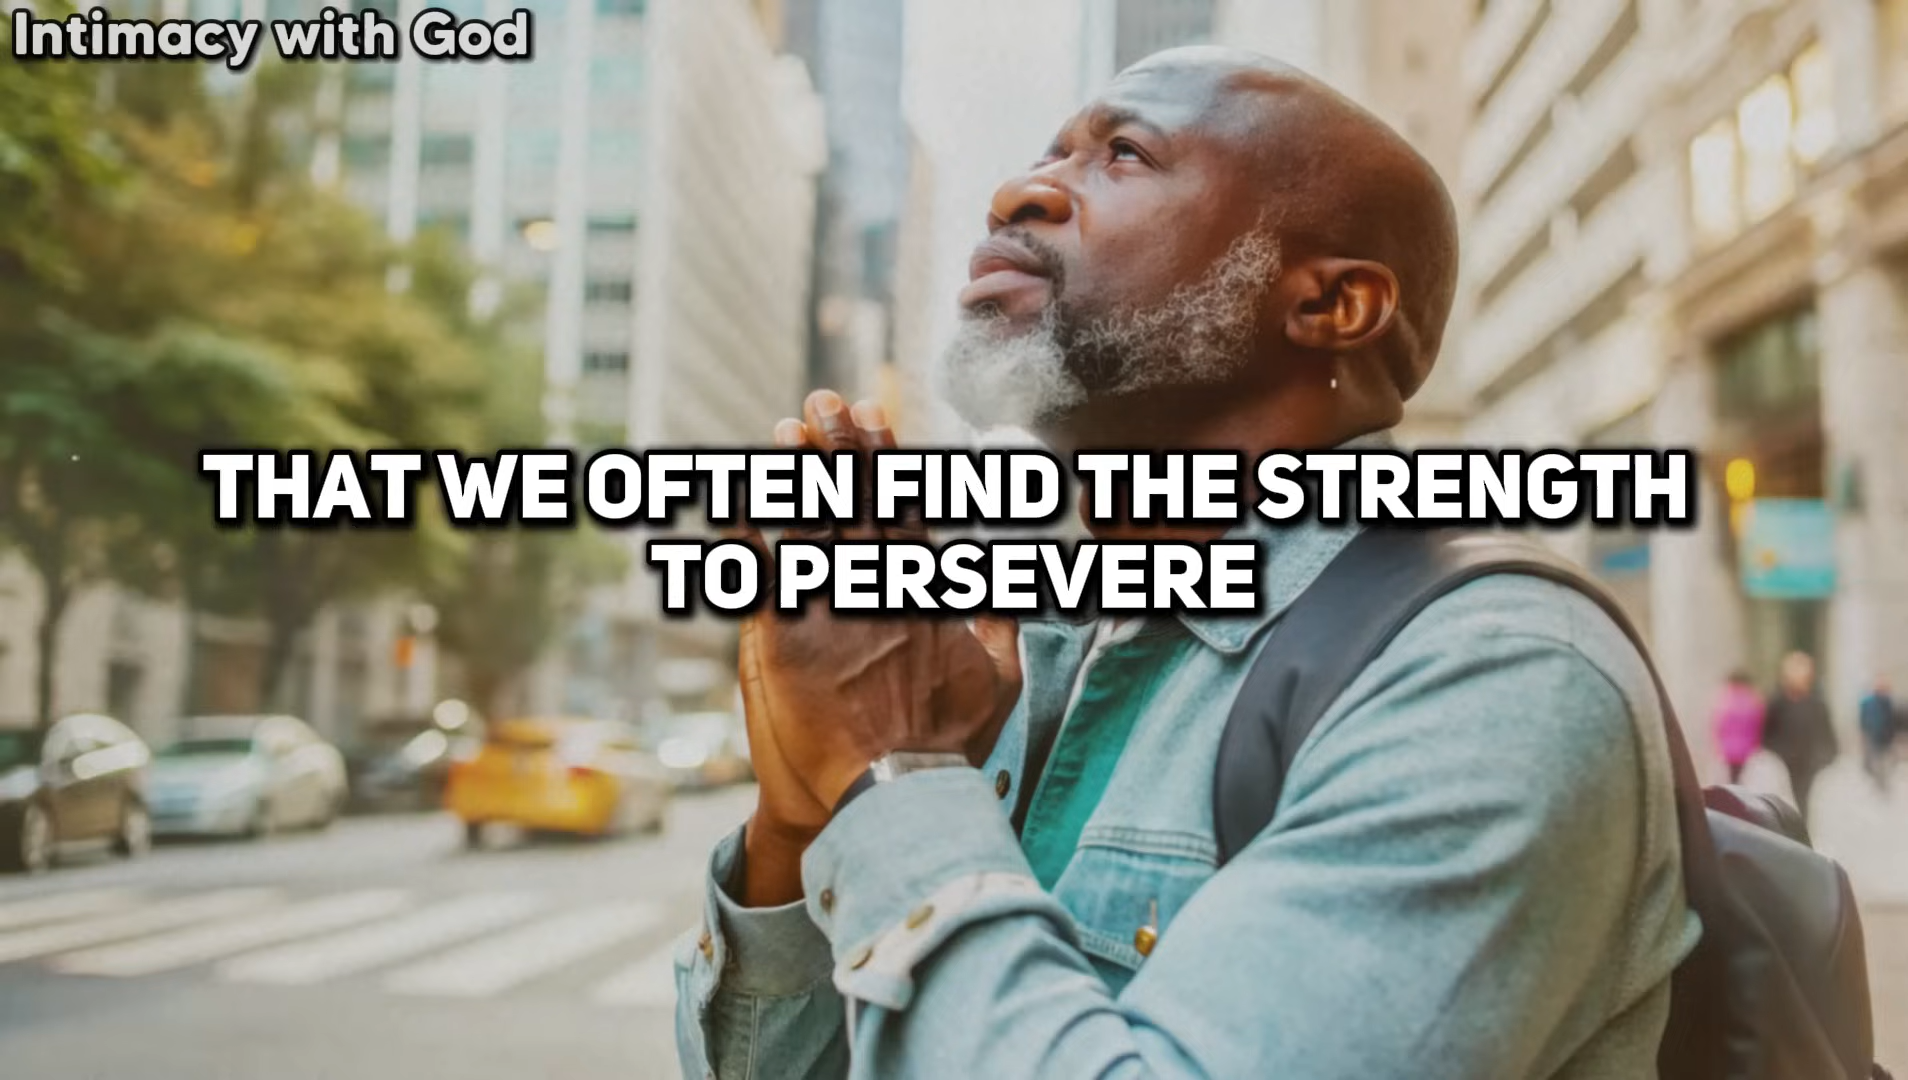 Intimacy with God
THAT WE OFTEN FIND THE STRENGTH
TO PERSEVERE